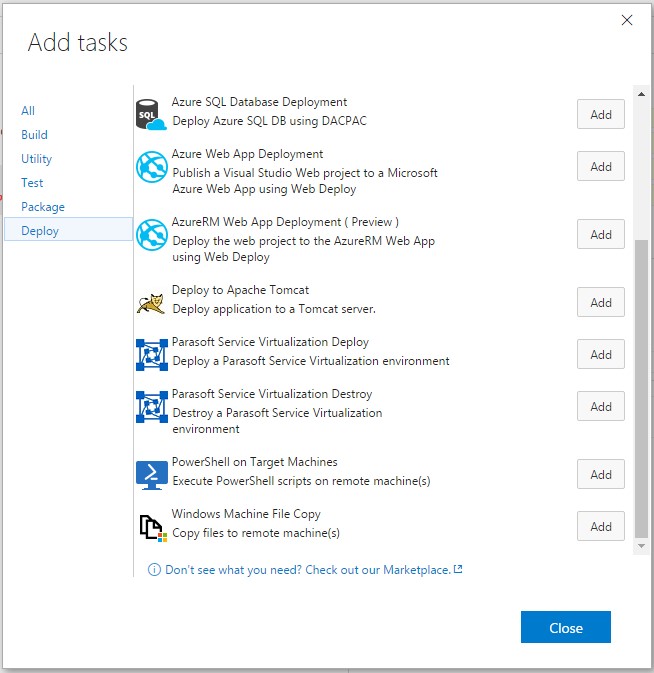 Add tasks
All
Build
Utility
Test
Package
Deploy
SQL
Azure SQL Database Deployment
Deploy Azure SQL DB using DACPAC
Add
Azure Web App Deployment
Publish a Visual Studio Web project to a Microsoft
Azure Web App using Web Deploy
Add
AzureRM Web App Deployment ( Preview )
Deploy the web project to the AzureRM Web App
using Web Deploy
Add
Deploy to Apache Tomcat
Deploy application to a Tomcat server.
Add
Parasoft Service Virtualization Deploy
Deploy a Parasoft Service Virtualization environment
Add
Parasoft Service Virtualization Destroy
Destroy a Parasoft Service Virtualization
environment
Add
PowerShell on Target Machines
Execute PowerShell scripts on remote machine(s)
Add
Windows Machine File Copy
Copy files to remote machine(s)
Add
Don't see what you need? Check out our Marketplace.
Close